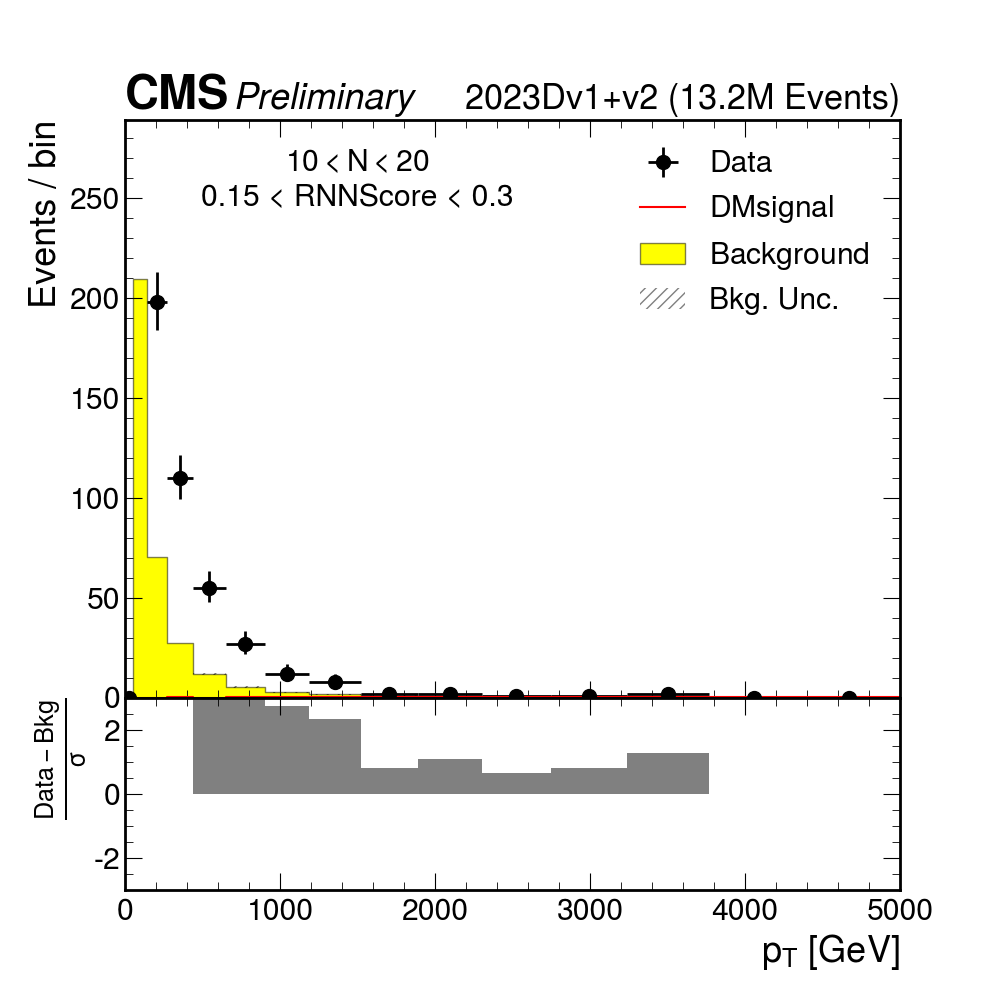 CMS Preliminary 2023Dv1+v2 (13.2M Events)
Events / bin
10 < N < 20
0.15 < RNNScore < 0.3
Data
DMsignal
Background
Bkg. Unc.
250
200
150
100
50
0
Data – Bkg
σ
2
0
-2
0 1000 2000 3000 4000 5000
pT [GeV]